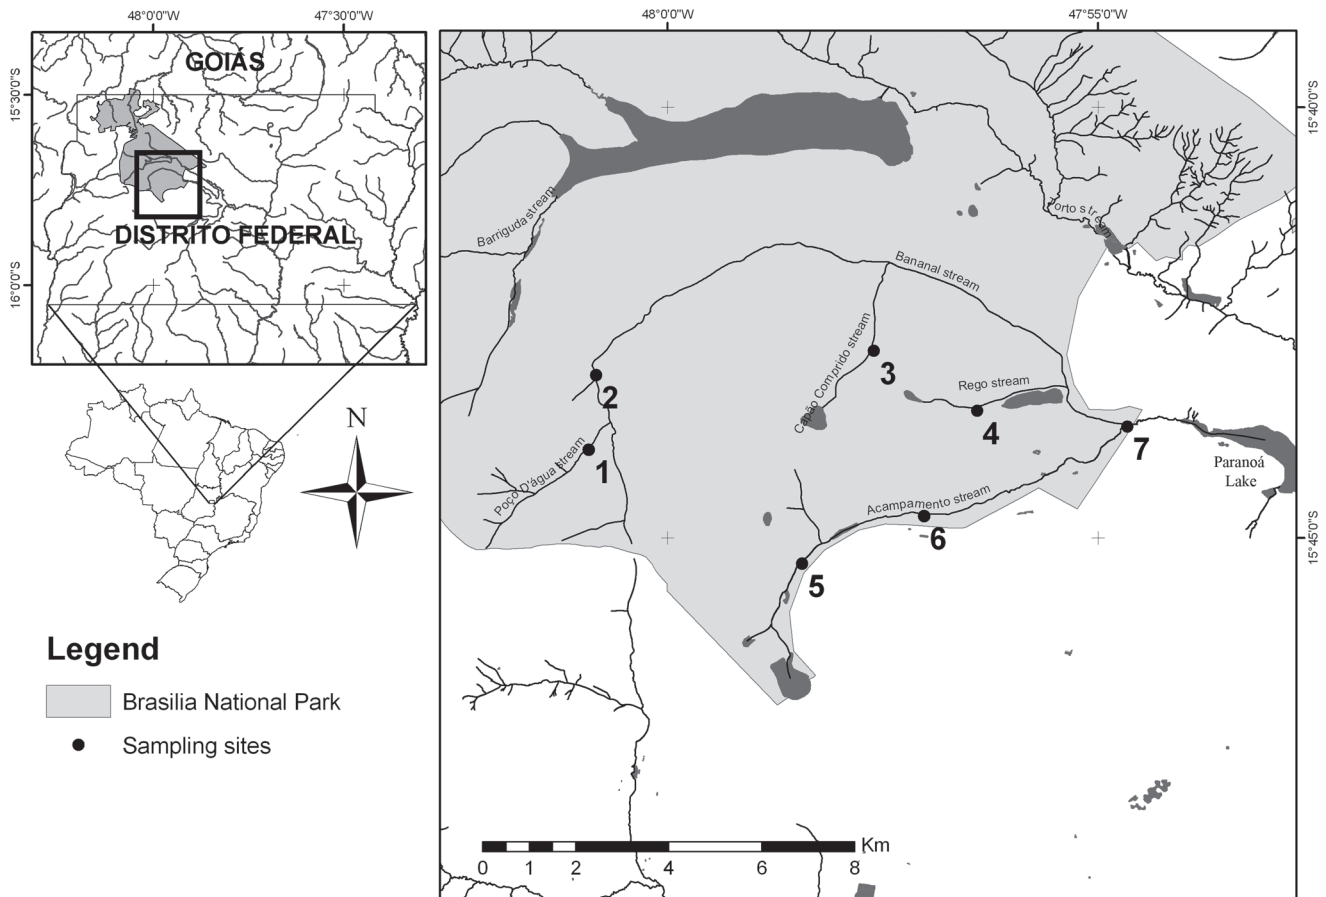 48°0'0"W
47°30'0"W
15°30'0"S
16°0'0"S
GOIÁS
DISTRITO FEDERAL
N
Legend
Brasilia National Park
Sampling sites
48°0'0"W
47°55'0"W
15°40'0"S
15°45'0"S
Barriguda stream
orto stream
Bananal stream
Capão Comprido stream
Rego stream
Poço D'água stream
Acampamento stream
Paranoá
Lake
1
2
3
4
5
6
7
0 1 2 4 6 8 Km